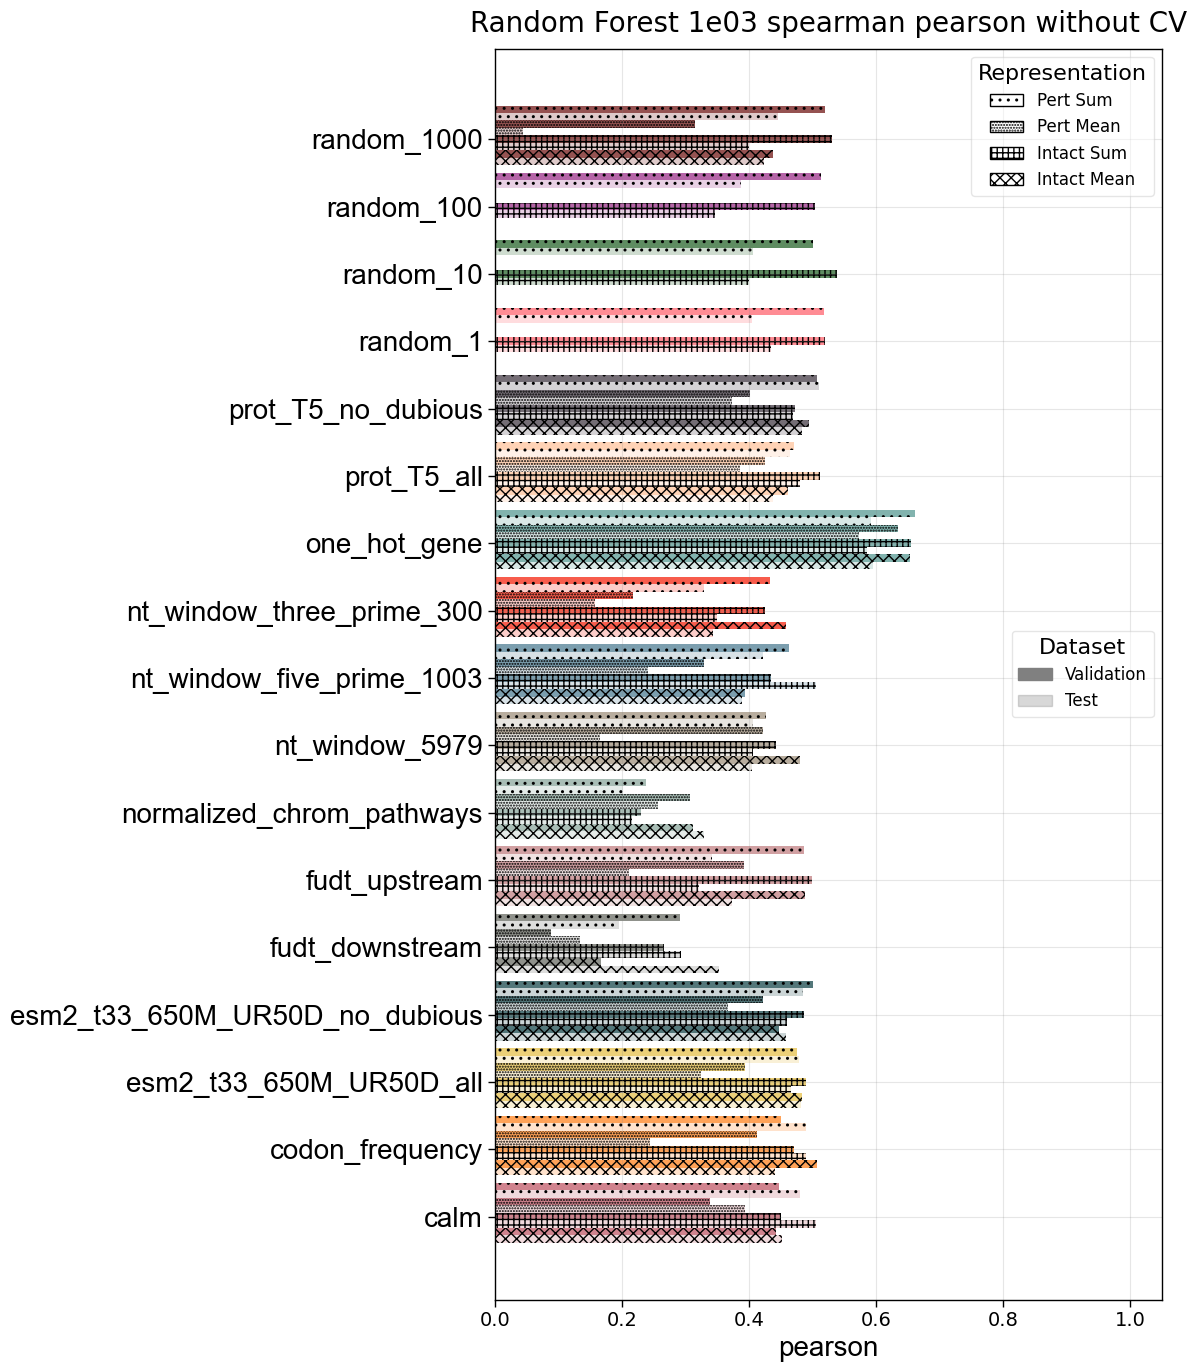 Random Forest 1e03 spearman pearson without CV
Representation
Pert Sum
Pert Mean
Intact Sum
Intact Mean
random_1000
random_100
random_10
random_1
prot_T5_no_dubious
prot_T5_all
one_hot_gene
nt_window_three_prime_300
nt_window_five_prime_1003
nt_window_5979
normalized_chrom_pathways
fudt_upstream
fudt_downstream
esm2_t33_650M_UR50D_no_dubious
esm2_t33_650M_UR50D_all
codon_frequency
calm
Dataset
Validation
Test
0.0 0.2 0.4 0.6 0.8 1.0
pearson